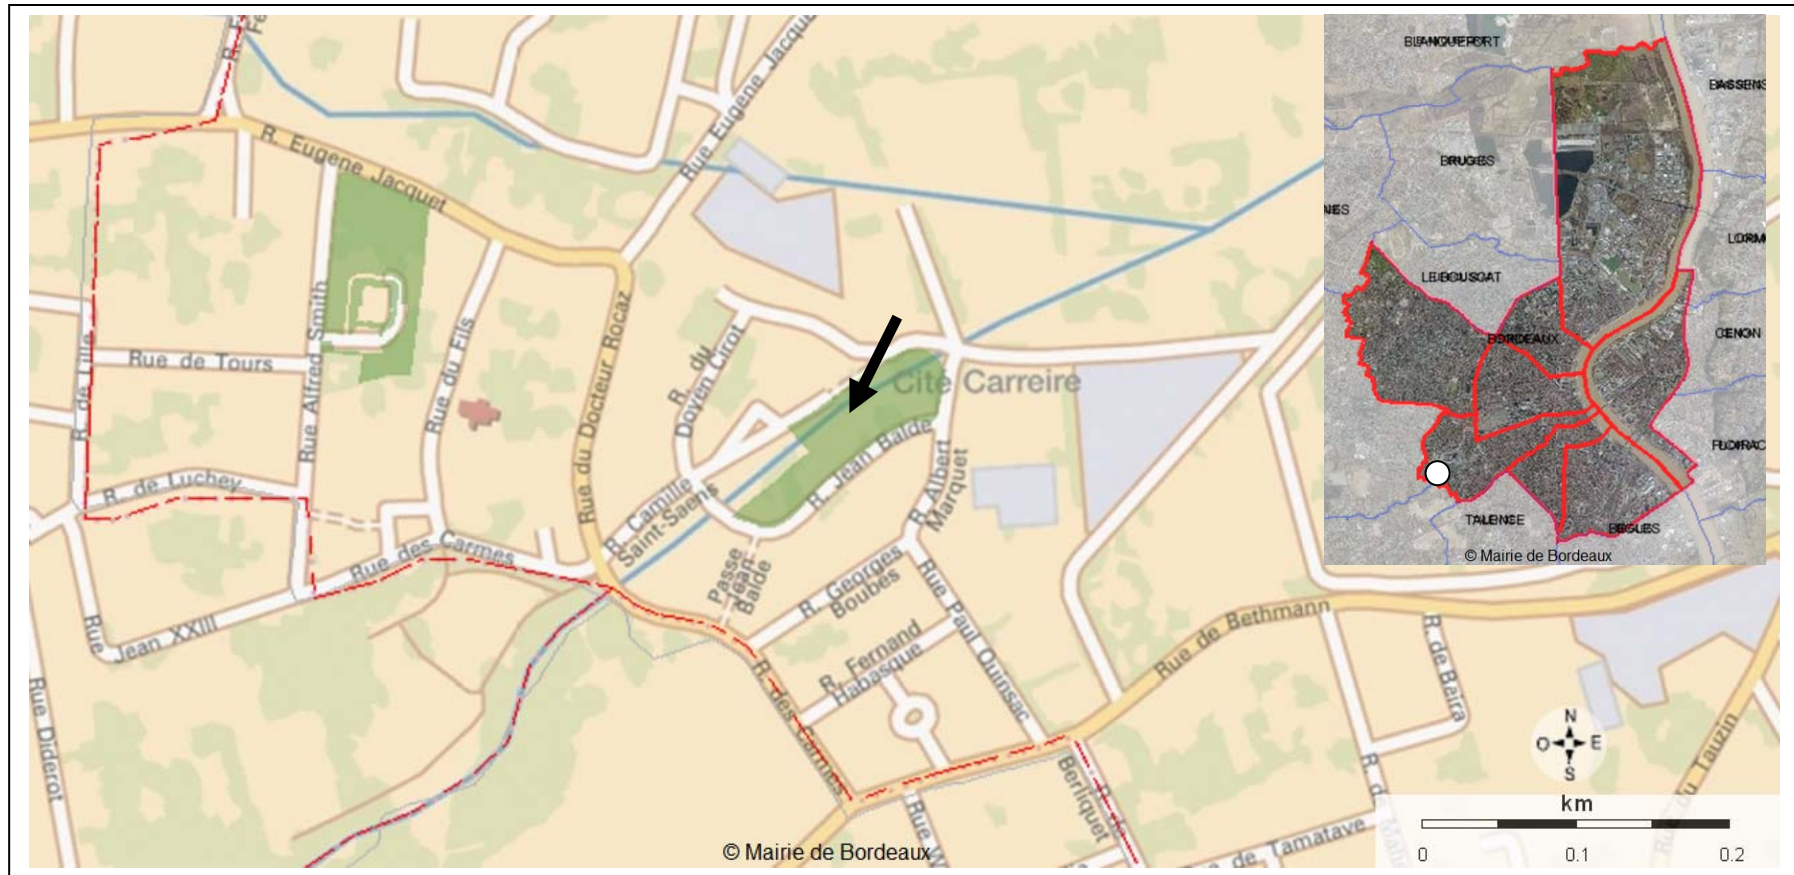 R. Eugene Jacquet
Rue Eugene Jacque
Rue de Tours
R. de Lille
Rue Alfred Smith
Rue du Fils
Rue du Docteur Rocaz
R. du
Doyen Cirot
Cité Carreire
R. Jean Balde
R. Albert
Marquet
R. Camille
Saint-Saens
R. de Luchey
Rue des Carmes
Passe
Jean
Balde
R. Georges
Boubes
Rue Paul Quinsac
R. Fernand
Habasque
Rue Jean XXIII
Rue Diderot
R. des Carmes
Rue de Bethmann
R. de Beira
Berliquet
de Tamatave
du Tauzin
© Mairie de Bordeaux
BLANQUEFORT
BASSENS
BRUGES
NES
LORM
LE BOUSCAT
BORDEAUX
CENON
FLOIRAC
TALENCE
BEGLES
© Mairie de Bordeaux
N
O
E
S
km
0
0.1
0.2